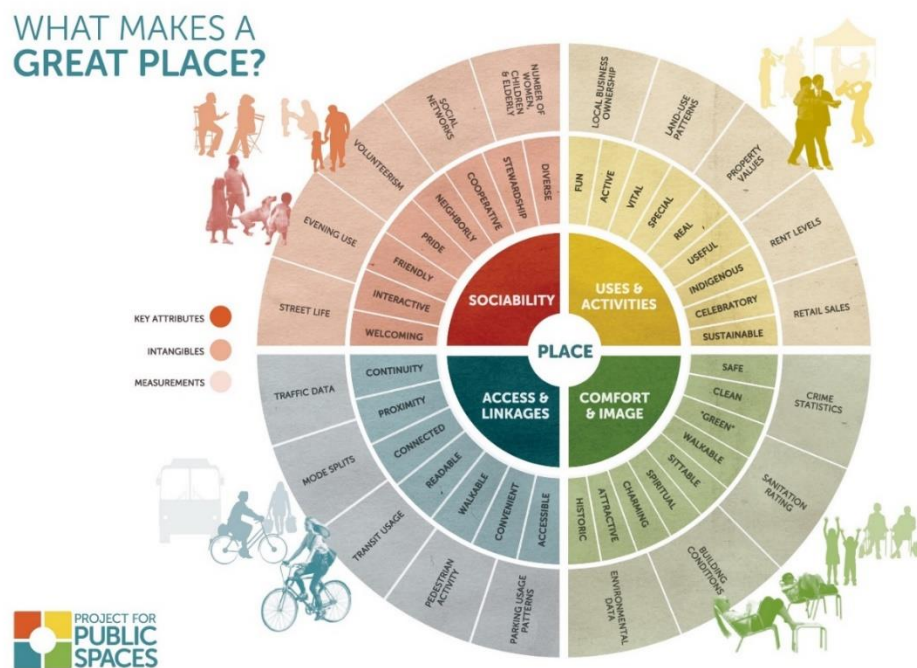 WHAT MAKES A
GREAT PLACE?
KEY ATTRIBUTES
INTANGIBLES
MEASUREMENTS
PLACE
SOCIABILITY
WELCOMING
INTERACTIVE
FRIENDLY
PRIDE
NEIGHBORLY
COOPERATIVE
STEWARDSHIP
DIVERSE
STREET LIFE
EVENING USE
VOLUNTEERISM
SOCIAL
NETWORKS
NUMBER OF
WOMEN,
CHILDREN
& ELDERLY
USES &
ACTIVITIES
FUN
ACTIVE
VITAL
SPECIAL
REAL
USEFUL
INDIGENOUS
CELEBRATORY
SUSTAINABLE
LOCAL BUSINESS
OWNERSHIP
LAND-USE
PATTERNS
PROPERTY
VALUES
RENT LEVELS
RETAIL SALES
COMFORT
& IMAGE
SAFE
CLEAN
"GREEN"
WALKABLE
SITTABLE
SPIRITUAL
CHARMING
ATTRACTIVE
HISTORIC
CRIME
STATISTICS
SANITATION
RATING
BUILDING
CONDITIONS
ENVIRONMENTAL
DATA
ACCESS &
LINKAGES
CONTINUITY
PROXIMITY
CONNECTED
READABLE
WALKABLE
CONVENIENT
ACCESSIBLE
TRAFFIC DATA
MODE SPLITS
TRANSIT USAGE
PEDESTRIAN
ACTIVITY
PARKING USAGE
PATTERNS
PROJECT FOR
PUBLIC
SPACES